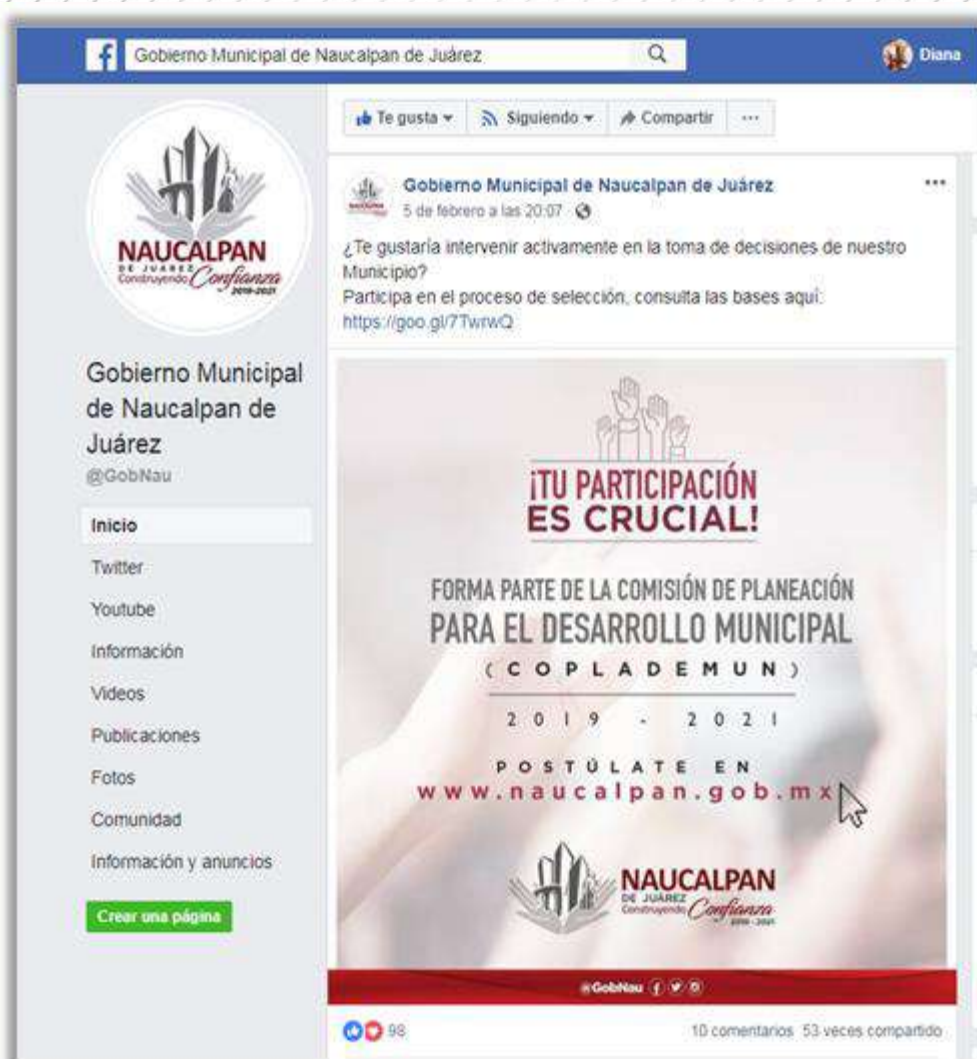 Gobierno Municipal de Naucalpan de Juárez
Diana
NAUCALPAN
DE JUÁREZ
Construyendo Confianza
2019-2021
Gobierno Municipal
de Naucalpan de
Juárez
@GobNau
Inicio
Twitter
Youtube
Información
Videos
Publicaciones
Fotos
Comunidad
Información y anuncios
Crear una página
Te gusta
Siguiendo
Compartir
Gobierno Municipal de Naucalpan de Juárez
5 de febrero a las 20:07
¿Te gustaría intervenir activamente en la toma de decisiones de nuestro
Municipio?
Participa en el proceso de selección, consulta las bases aquí:
https://goo.gl/7TwrwQ
¡TU PARTICIPACIÓN
ES CRUCIAL!
FORMA PARTE DE LA COMISIÓN DE PLANEACIÓN
PARA EL DESARROLLO MUNICIPAL
(COPLADEMUN)
2019 - 2021
POSTÚLATE EN
www.naucalpan.gob.mx
NAUCALPAN
DE JUÁREZ
Construyendo Confianza
2019 - 2021
@GobNau
98
10 comentarios 53 veces compartido